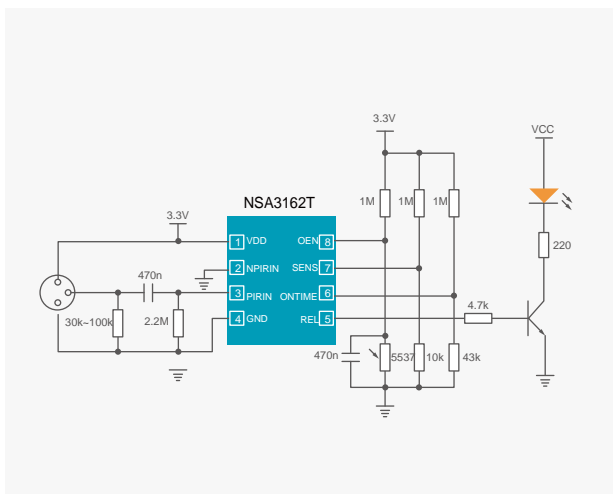 3.3V
VCC
NSA3162T
1M
1M
1M
3.3V
1 VDD
OEN 8
220
2 NPIRIN
SENS 7
470n
3 PIRIN
ONTIME 6
4.7k
30k~100k
2.2M
4 GND
REL 5
470n
5537
10k
43k